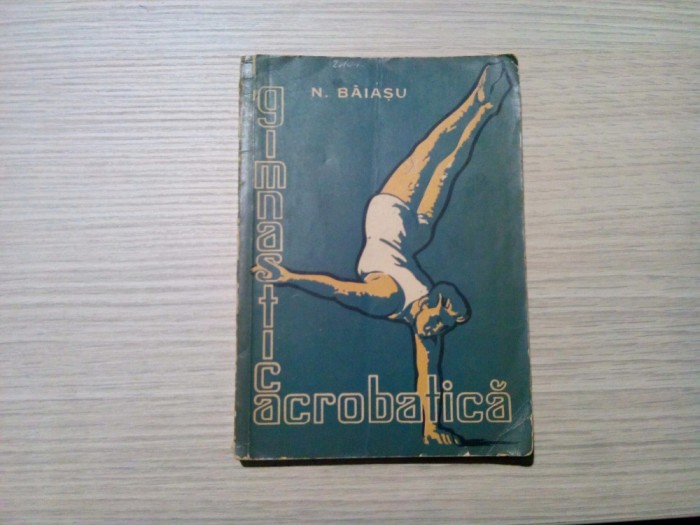 N. BĂIAȘU
gimnastica
acrobatică